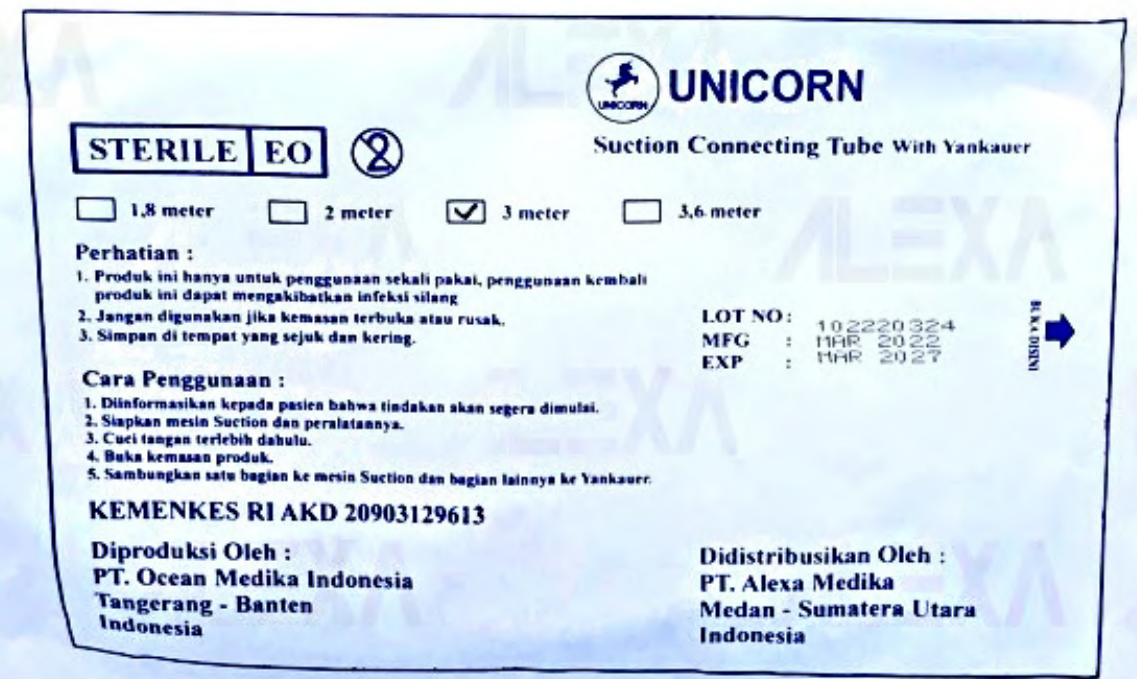 UNICORN
UNICORN
Suction Connecting Tube With Yankauer
STERILE EO
2
1,8 meter 2 meter 3 meter 3,6 meter
Perhatian :
1. Produk ini hanya untuk penggunaan sekali pakai, penggunaan kembali
produk ini dapat mengakibatkan infeksi silang
2. Jangan digunakan jika kemasan terbuka atau rusak.
3. Simpan di tempat yang sejuk dan kering.
LOT NO: 102220324
MFG : MAR 2022
EXP : MAR 2027
BUKA DISINI
Cara Penggunaan :
1. Diinformasikan kepada pasien bahwa tindakan akan segera dimulai.
2. Siapkan mesin Suction dan peralatannya.
3. Cuci tangan terlebih dahulu.
4. Buka kemasan produk.
5. Sambungkan satu bagian ke mesin Suction dan bagian lainnya ke Yankauer.
KEMENKES RI AKD 20903129613
Diproduksi Oleh :
PT. Ocean Medika Indonesia
Tangerang - Banten
Indonesia
Didistribusikan Oleh :
PT. Alexa Medika
Medan - Sumatera Utara
Indonesia
ALEXA